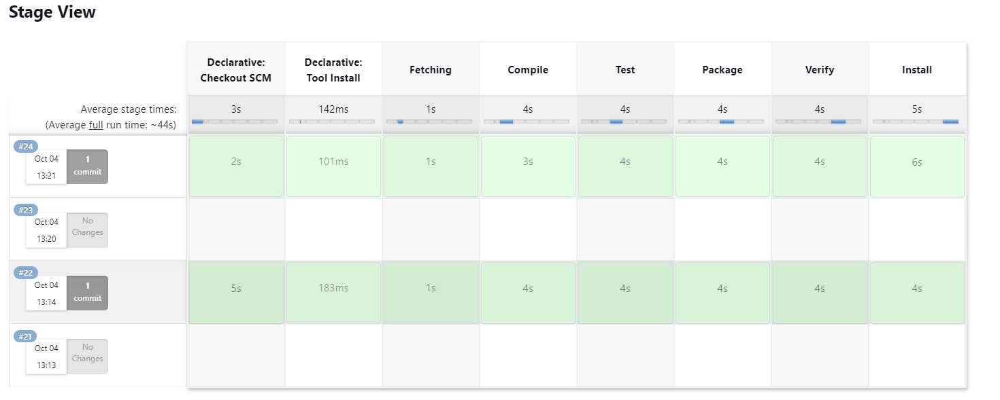 Stage View
Declarative: Checkout SCM
Declarative: Tool Install
Fetching
Compile
Test
Package
Verify
Install
Average stage times:
(Average full run time: ~44s)
3s
142ms
1s
4s
4s
4s
4s
5s
#24
Oct 04
13:21
1
commit
2s
101ms
1s
3s
4s
4s
4s
6s
#23
Oct 04
13:20
No
Changes
#22
Oct 04
13:14
1
commit
5s
183ms
1s
4s
4s
4s
4s
4s
#21
Oct 04
13:13
No
Changes